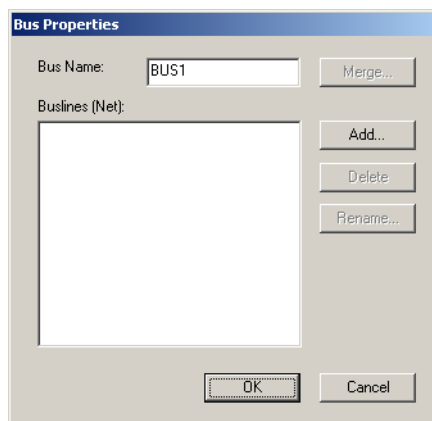 Bus Properties
Bus Name: BUS1 Merge...
Buslines (Net):
Add...
Delete
Rename...
OK Cancel